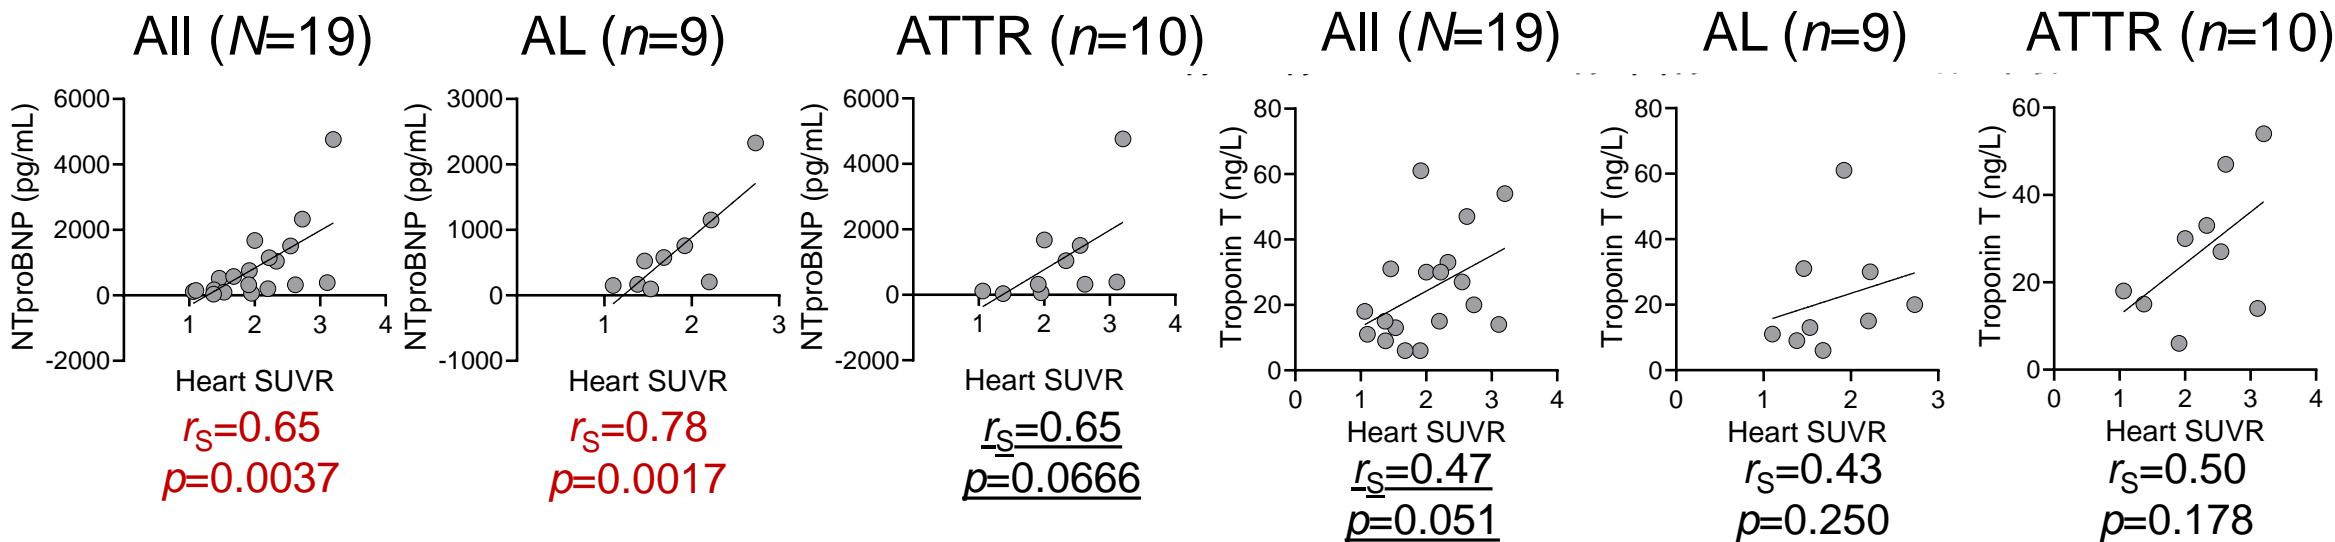 All (N=19)
AL (n=9)
ATTR (n=10)
All (N=19)
AL (n=9)
ATTR (n=10)
NTproBNP (pg/mL)
6000
4000
2000
0
-2000
1 2 3 4
Heart SUVR
rS=0.65
p=0.0037
NTproBNP (pg/mL)
3000
2000
1000
0
-1000
1 2 3
Heart SUVR
rS=0.78
p=0.0017
NTproBNP (pg/mL)
6000
4000
2000
0
-2000
1 2 3 4
Heart SUVR
rS=0.65
p=0.0666
Troponin T (ng/L)
80
60
40
20
0
0 1 2 3 4
Heart SUVR
rS=0.47
p=0.051
Troponin T (ng/L)
80
60
40
20
0
0 1 2 3
Heart SUVR
rS=0.43
p=0.250
Troponin T (ng/L)
60
40
20
0
0 1 2 3 4
Heart SUVR
rS=0.50
p=0.178